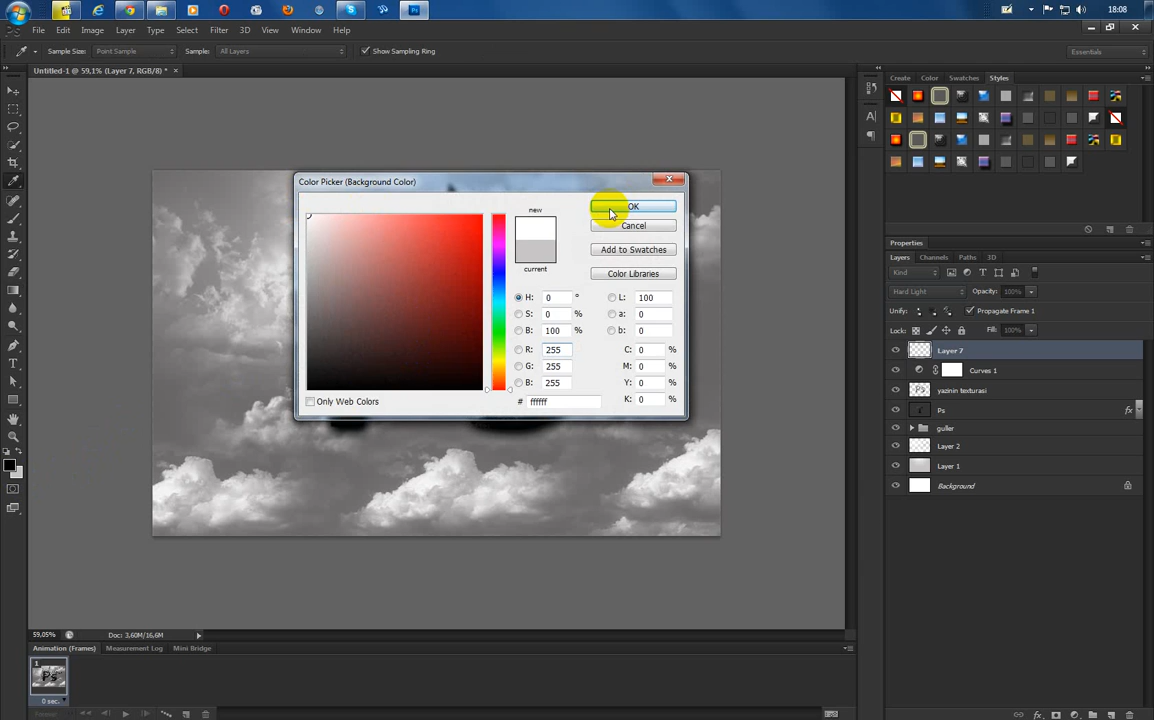 18:08
File Edit Image Layer Type Select Filter 3D View Window Help
Sample Size: Point Sample Sample: All Layers Show Sampling Ring Essentials
Untitled-1 @ 59,1% (Layer 7, RGB/8) * ×
Create Color Swatches Styles
Color Picker (Background Color)
new
current
OK
Cancel
Add to Swatches
Color Libraries
H: 0 ° L: 100
S: 0 % a: 0
B: 100 % b: 0
R: 255 C: 0 %
G: 255 M: 0 %
B: 255 Y: 0 %
# ffffff K: 0 %
Only Web Colors
Properties
Layers Channels Paths 3D
Kind
Hard Light Opacity: 100%
Unify: Propagate Frame 1
Lock: Fill: 100%
Layer 7
Curves 1
yazinin texturasi
Ps fx
guller
Layer 2
Layer 1
Background
59,05% Doc: 3,60M/16,6M
Animation (Frames) Measurement Log Mini Bridge
1
Ps
0 sec.
Forever